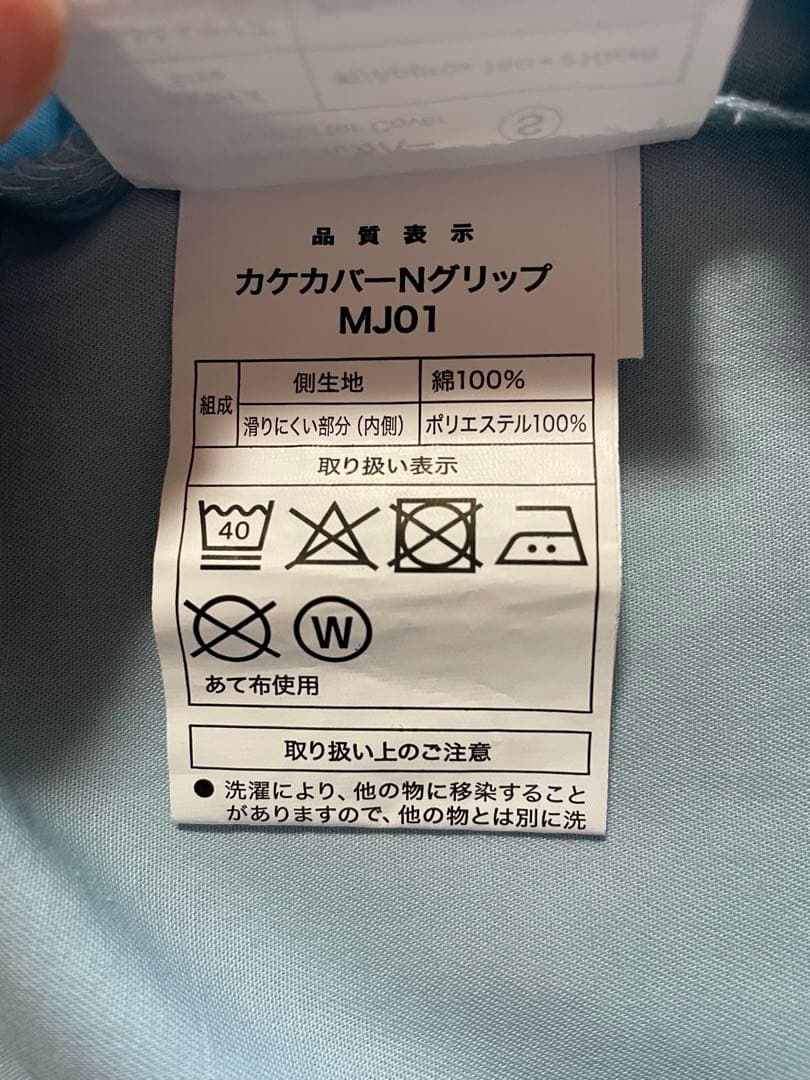 品質表示
カケカバーNグリップ
MJ01
組成 側生地 綿100%
滑りにくい部分(内側) ポリエステル100%
取り扱い表示
40
W
あて布使用
取り扱い上のご注意
● 洗濯により、他の物に移染すること
がありますので、他の物とは別に洗